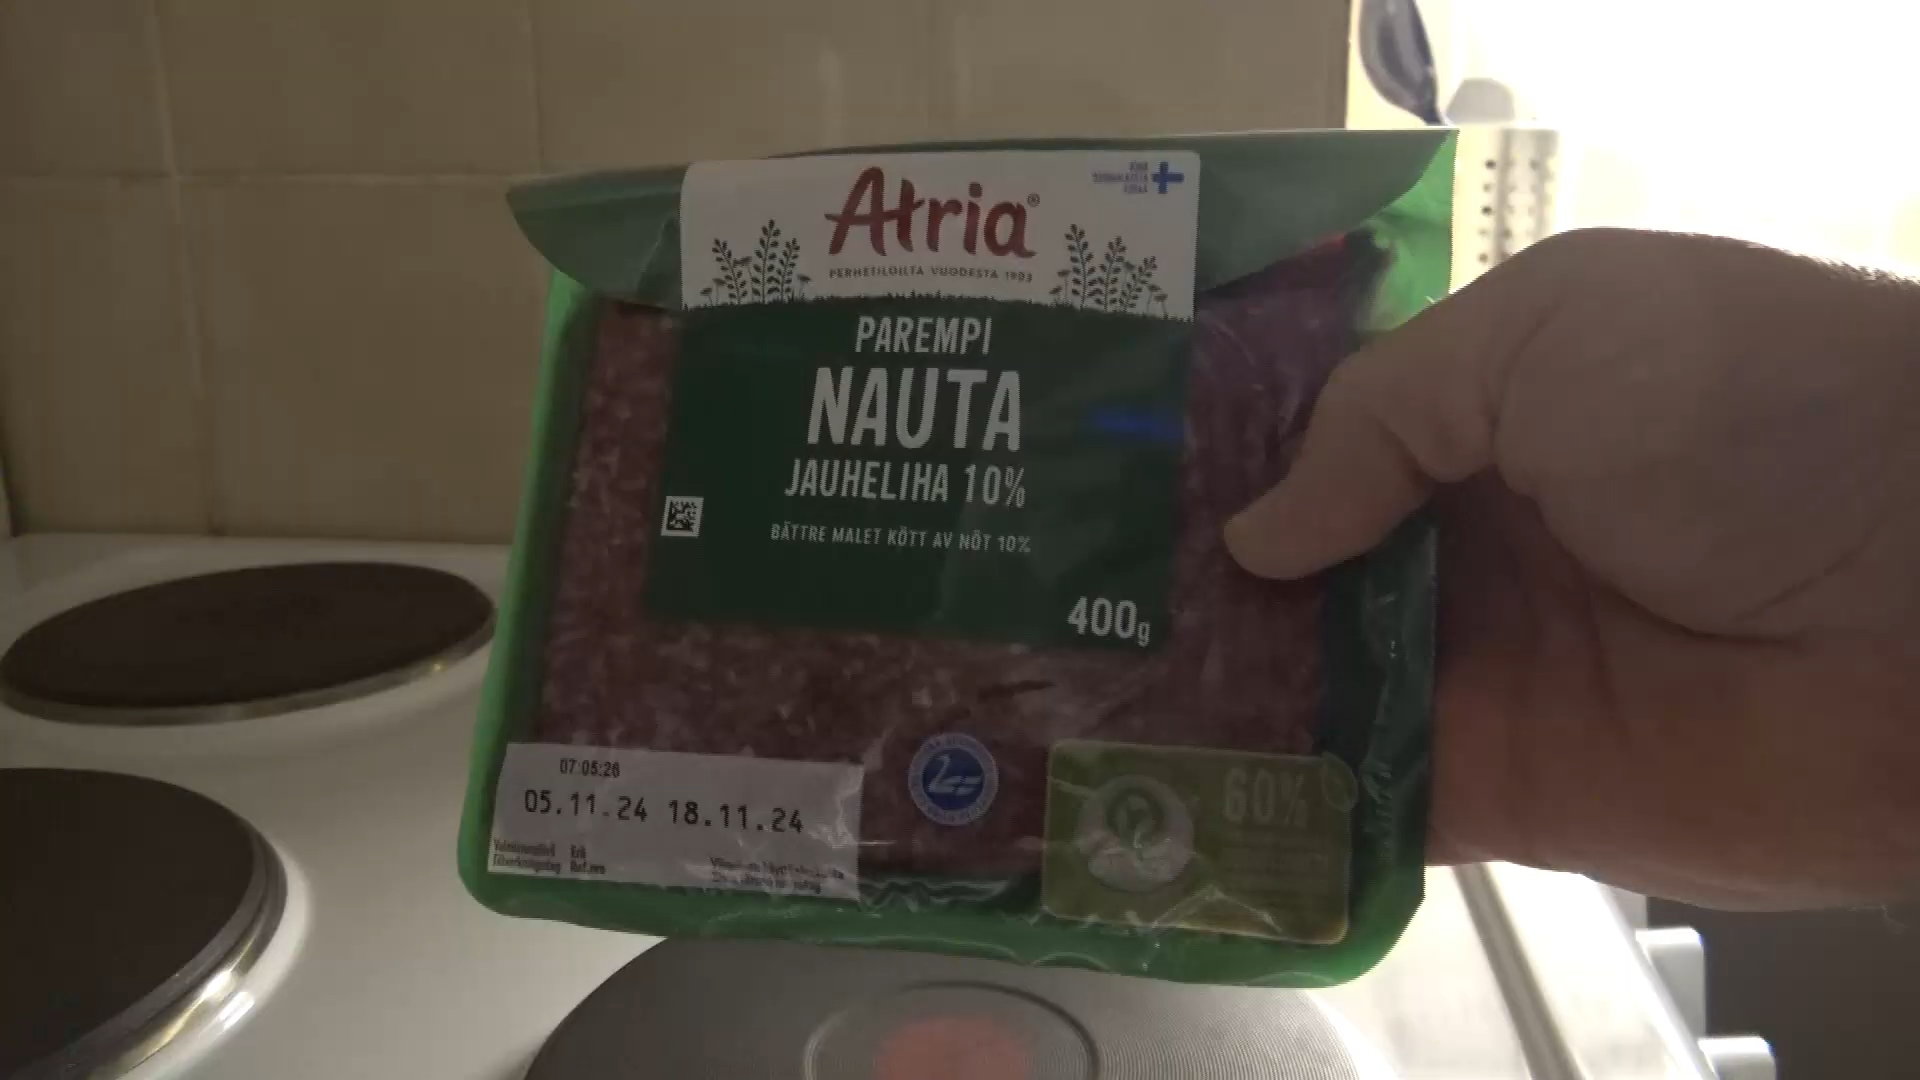 Atria®
PERHETILOILTA VUODESTA 1903
PAREMPI
NAUTA
JAUHELIHA 10%
BÄTTRE MALET KÖTT AV NÖT 10%
400g
07:05:26
05.11.24 18.11.24
60%